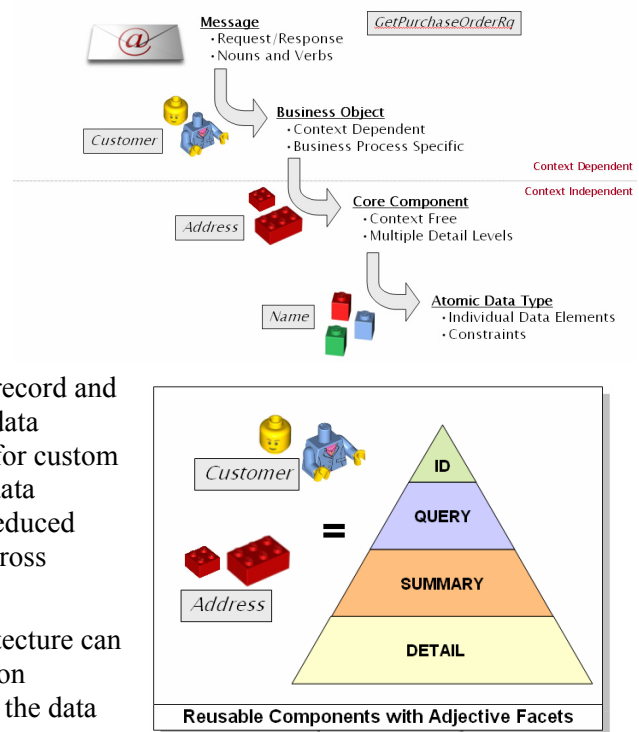 Message
•Request/Response
•Nouns and Verbs
GetPurchaseOrderRq
Customer
Business Object
•Context Dependent
•Business Process Specific
Context Dependent
Context Independent
Address
Core Component
•Context Free
•Multiple Detail Levels
Name
Atomic Data Type
•Individual Data Elements
•Constraints
record and
data
for custom
data
educed
ross
tecture can
on
the data
Customer
Address
=
ID
QUERY
SUMMARY
DETAIL
Reusable Components with Adjective Facets